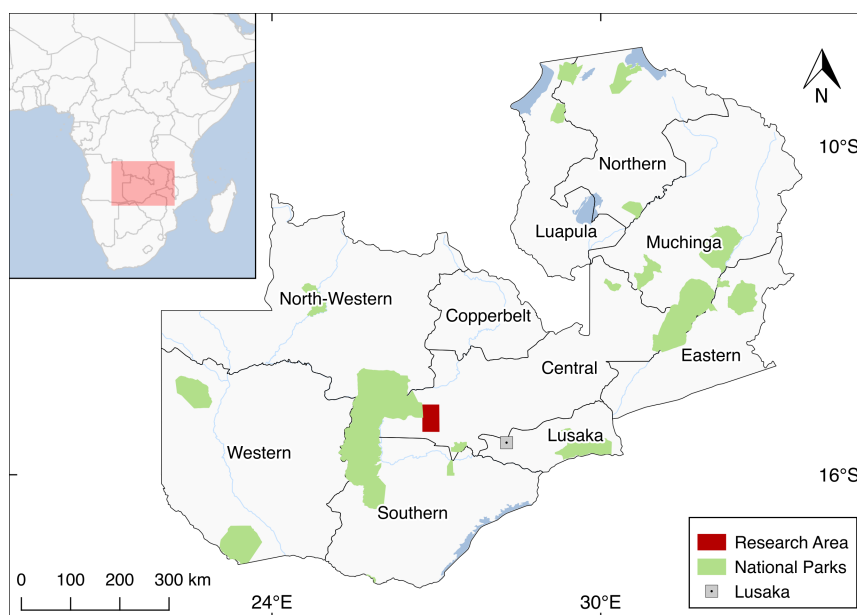 N
10°S
Northern
Luapula
Muchinga
North-Western
Copperbelt
Eastern
Central
Lusaka
Western
16°S
Southern
Research Area
National Parks
Lusaka
0 100 200 300 km
24°E
30°E